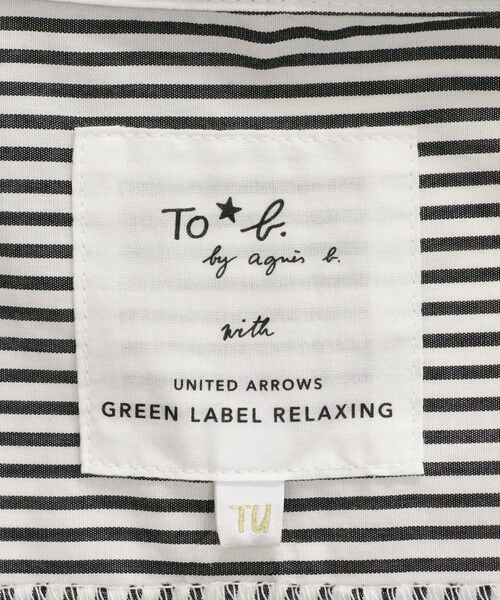 To★b.
by agnès b.
with
UNITED ARROWS
GREEN LABEL RELAXING
TU